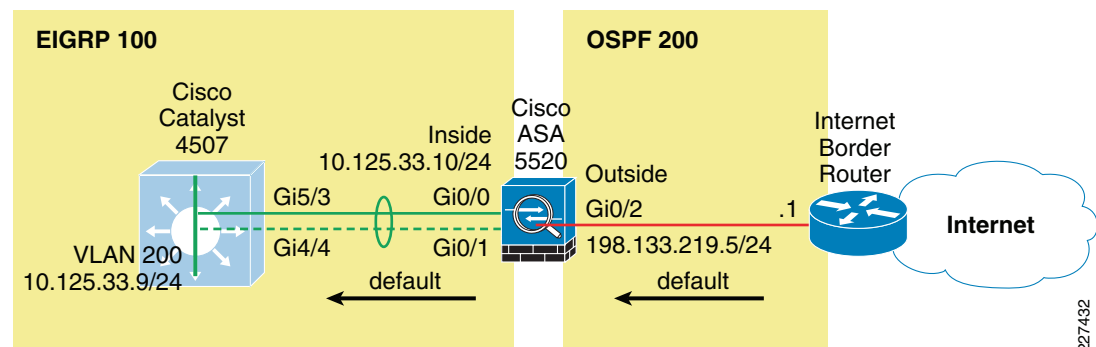 EIGRP 100
OSPF 200
Cisco
Catalyst
4507
Inside
10.125.33.10/24
Cisco
ASA
5520
Internet
Border
Router
Outside
Gi5/3
Gi0/0
Gi0/2
.1
Internet
VLAN 200
10.125.33.9/24
Gi4/4
Gi0/1
198.133.219.5/24
default
default
227432